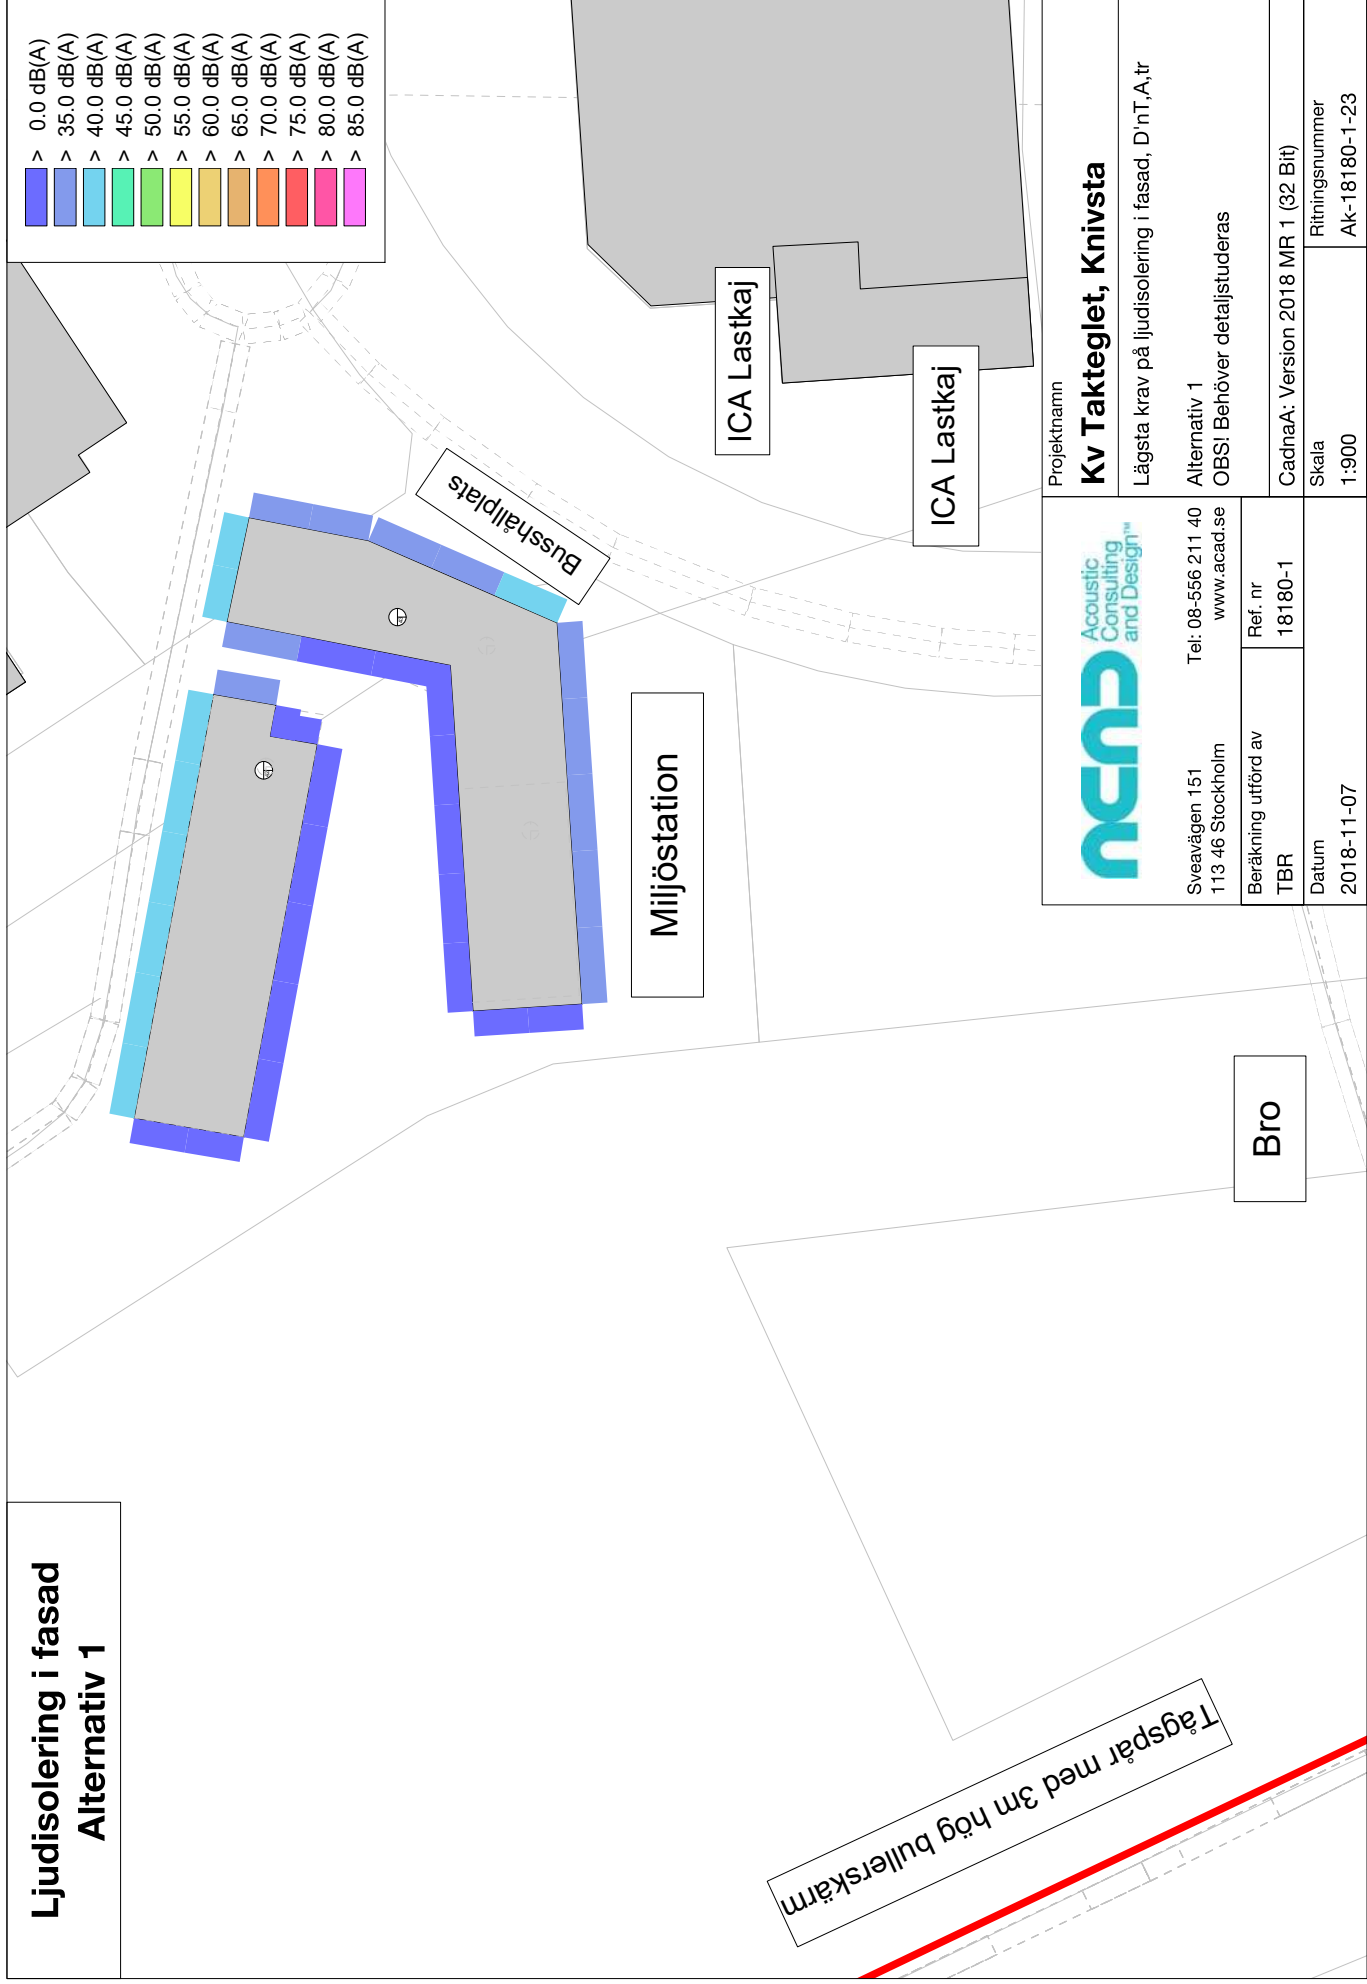 Ljudisolering i fasad
Alternativ 1
> 0.0 dB(A)
> 35.0 dB(A)
> 40.0 dB(A)
> 45.0 dB(A)
> 50.0 dB(A)
> 55.0 dB(A)
> 60.0 dB(A)
> 65.0 dB(A)
> 70.0 dB(A)
> 75.0 dB(A)
> 80.0 dB(A)
> 85.0 dB(A)
Busshållplats
ICA Lastkaj
ICA Lastkaj
Miljöstation
Bro
Tågspår med 3m hög bullerskärm
acad
Acoustic
Consulting
and Design™
Sveavägen 151
113 46 Stockholm
Tel: 08-556 211 40
www.acad.se
Beräkning utförd av
TBR
Ref. nr
18180-1
Datum
2018-11-07
Projektnamn
Kv Takteglet, Knivsta
Lägsta krav på ljudisolering i fasad, D'nT,A,tr
Alternativ 1
OBS! Behöver detaljstuderas
CadnaA: Version 2018 MR 1 (32 Bit)
Skala
1:900
Ritningsnummer
Ak-18180-1-23